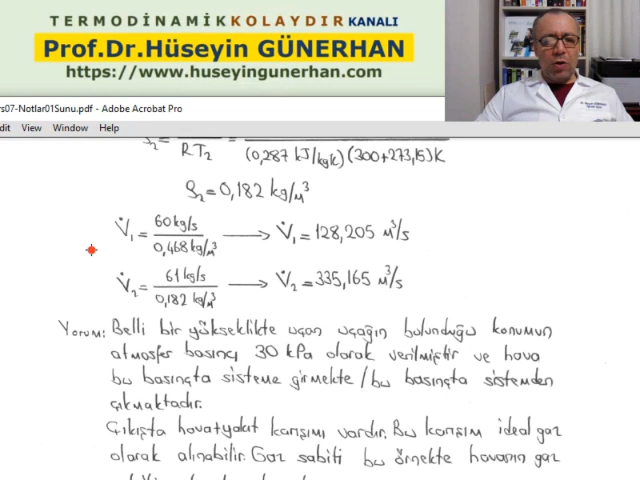 TERMODİNAMİKKOLAYDIR KANALI
Prof.Dr.Hüseyin GÜNERHAN
https://www.huseyingunerhan.com
rs07-Notlar01Sunu.pdf - Adobe Acrobat Pro
dit View Window Help
RT₂ (0,287 kJ/kgK)(300+273,15)K
ρ₂=0,182 kg/m³
V̇₁= 60kg/s / 0,468 kg/m³ → V̇₁=128,205 m³/s
V̇₂= 61 kg/s / 0,182 kg/m³ → V̇₂=335,165 m³/s
Yorum: Belli bir yükseklikte uçan uçağın bulunduğu konumun
atmosfer basıncı 30 kPa olarak verilmiştir ve hava
bu basınçta sisteme girmekte/bu basınçta sistemden
çıkmaktadır.
Çıkışta hava+yakıt karışımı vardır. Bu karışım ideal gaz
olarak alınabilir. Gaz sabiti bu örnekte havanın gaz